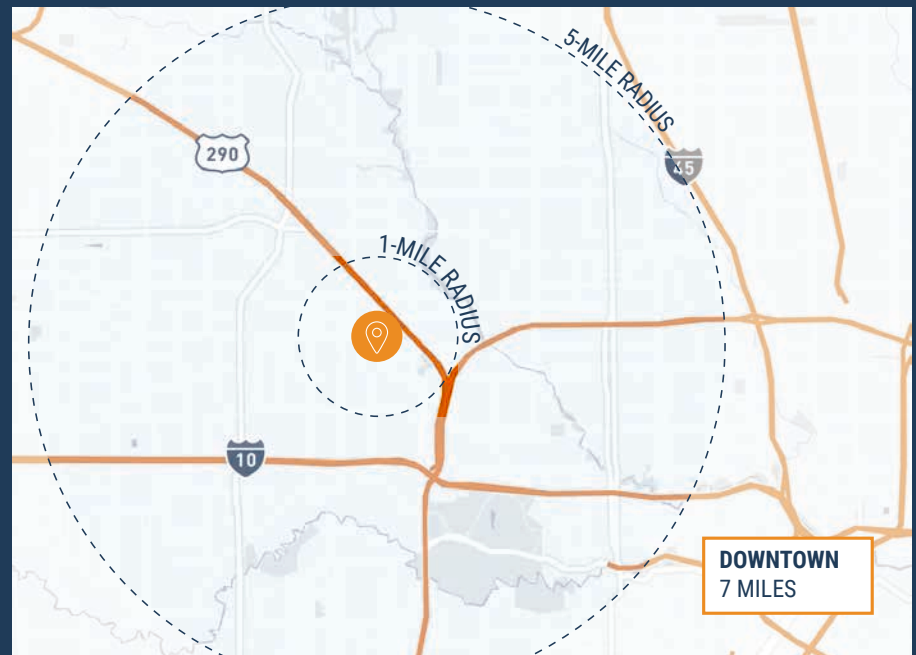 5-MILE RADIUS
290
45
1-MILE RADIUS
10
DOWNTOWN
7 MILES